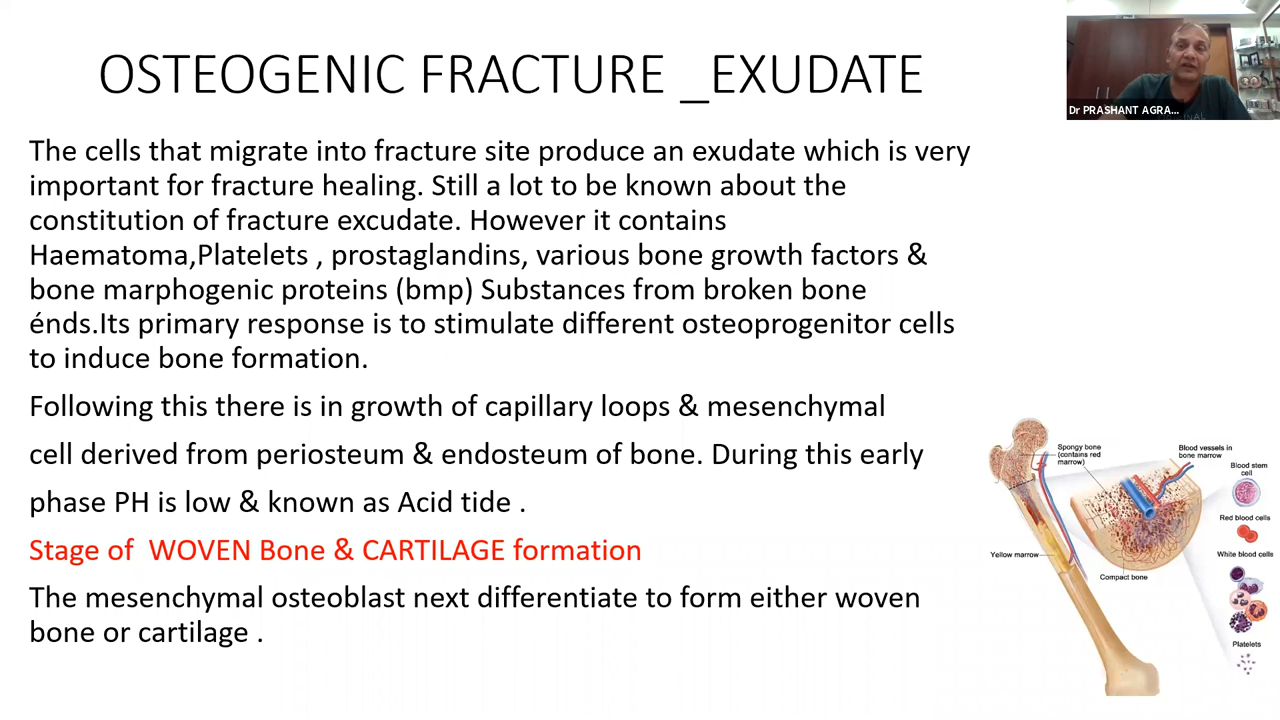 OSTEOGENIC FRACTURE _EXUDATE
Dr PRASHANT AGRA...
The cells that migrate into fracture site produce an exudate which is very
important for fracture healing. Still a lot to be known about the
constitution of fracture excudate. However it contains
Haematoma,Platelets , prostaglandins, various bone growth factors &
bone marphogenic proteins (bmp) Substances from broken bone
énds.Its primary response is to stimulate different osteoprogenitor cells
to induce bone formation.
Following this there is in growth of capillary loops & mesenchymal
cell derived from periosteum & endosteum of bone. During this early
phase PH is low & known as Acid tide .
Stage of WOVEN Bone & CARTILAGE formation
The mesenchymal osteoblast next differentiate to form either woven
bone or cartilage .
Spongy bone
(contains red
marrow)
Blood vessels in
bone marrow
Blood stem
cell
Red blood cells
White blood cells
Yellow marrow
Compact bone
Platelets